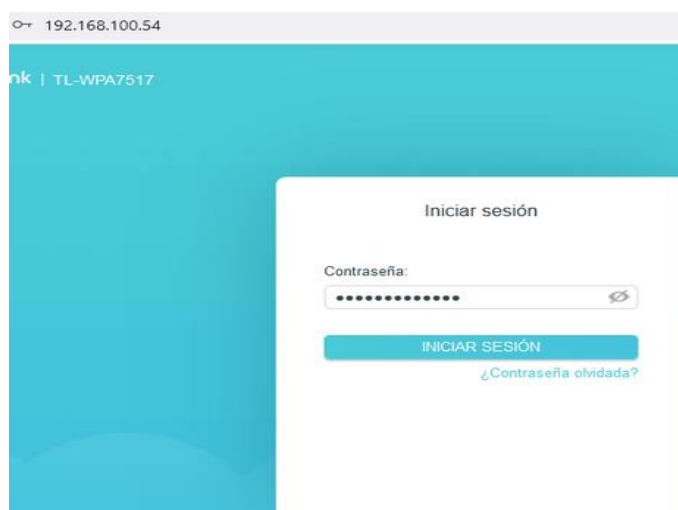 192.168.100.54
nk | TL-WPA7517
Iniciar sesión
Contraseña:
•••••••••••••
INICIAR SESIÓN
¿Contraseña olvidada?